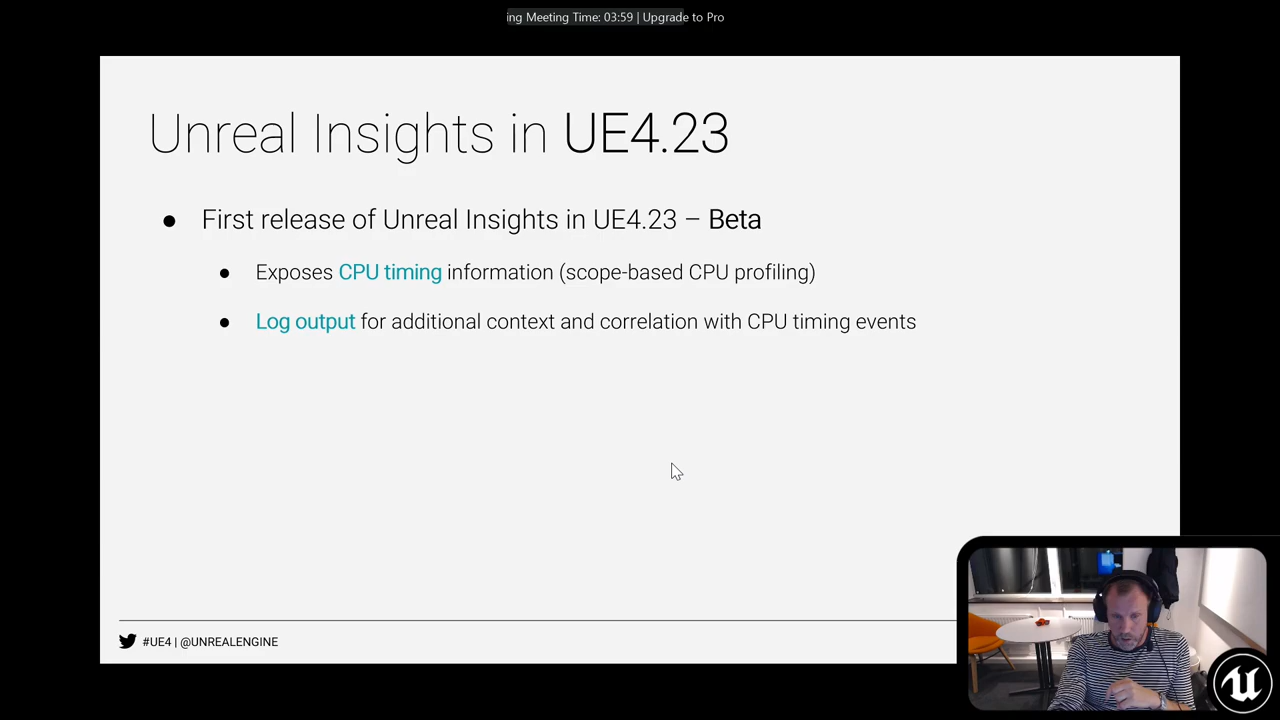 ing Meeting Time: 03:59 | Upgrade to Pro
Unreal Insights in UE4.23
● First release of Unreal Insights in UE4.23 – Beta
● Exposes CPU timing information (scope-based CPU profiling)
● Log output for additional context and correlation with CPU timing events
#UE4 | @UNREALENGINE